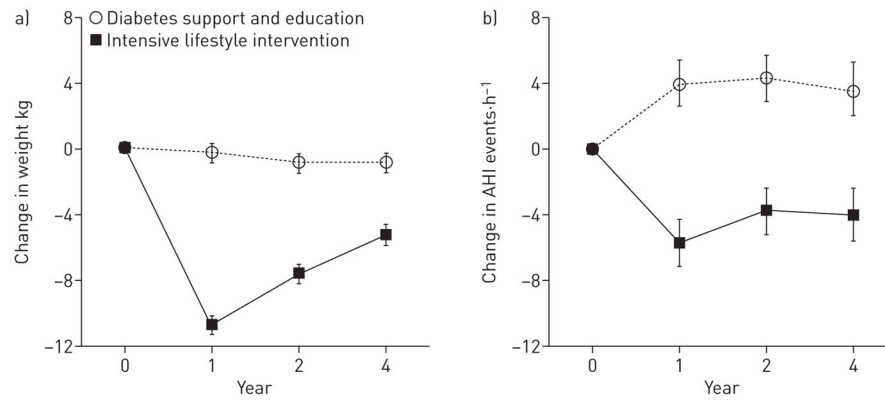 a)
Diabetes support and education
Intensive lifestyle intervention
Change in weight kg
8
4
0
−4
−8
−12
0 1 2 4
Year
b)
Change in AHI events·h⁻¹
8
4
0
−4
−8
−12
0 1 2 4
Year